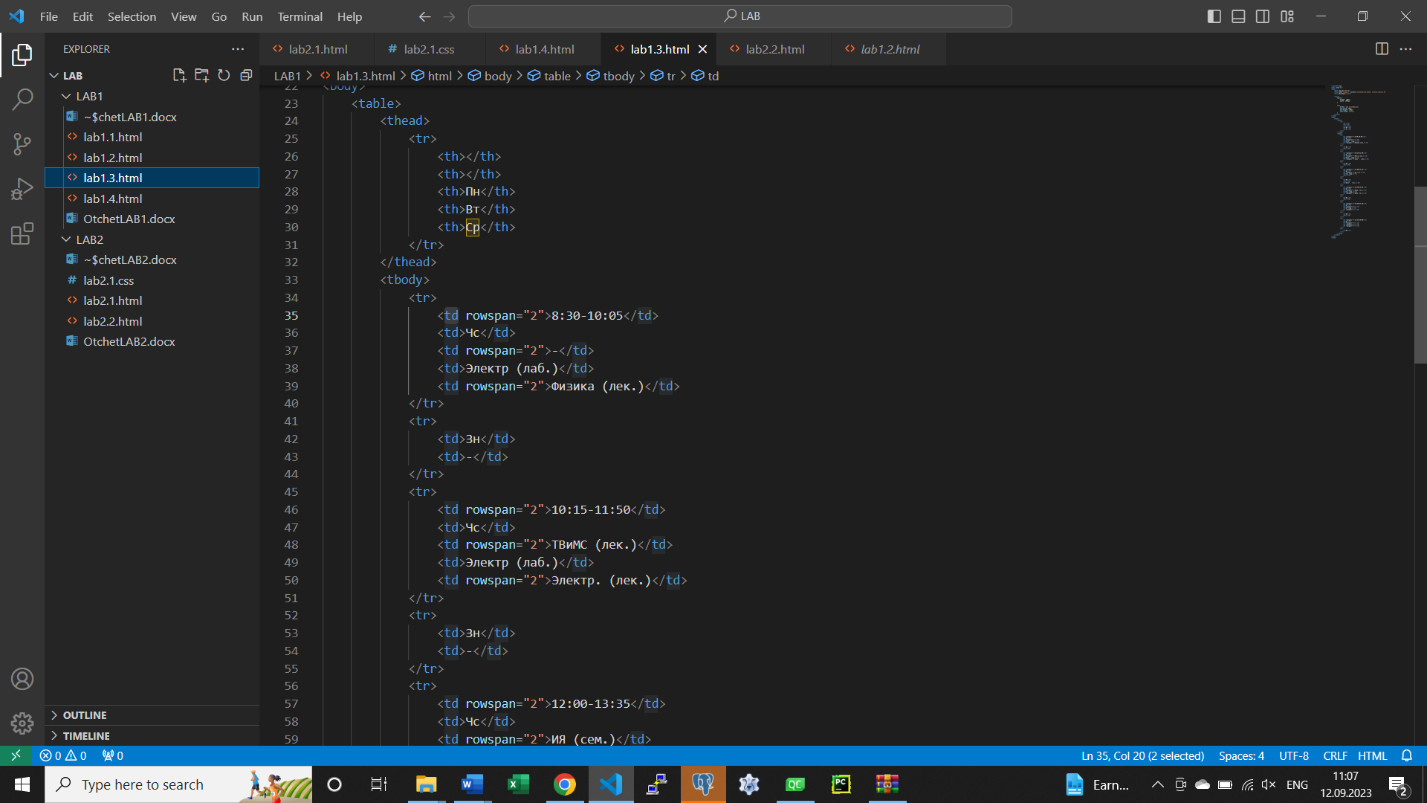 File Edit Selection View Go Run Terminal Help
LAB
EXPLORER
lab2.1.html
lab2.1.css
lab1.4.html
lab1.3.html
lab2.2.html
lab1.2.html
LAB
LAB1
~$chetLAB1.docx
lab1.1.html
lab1.2.html
lab1.3.html
lab1.4.html
OtchetLAB1.docx
LAB2
~$chetLAB2.docx
lab2.1.css
lab2.1.html
lab2.2.html
OtchetLAB2.docx
OUTLINE
TIMELINE
LAB1 > lab1.3.html > html > body > table > tbody > tr > td
22 <body>
23 <table>
24 <thead>
25 <tr>
26 <th></th>
27 <th></th>
28 <th>Пн</th>
29 <th>Вт</th>
30 <th>Ср</th>
31 </tr>
32 </thead>
33 <tbody>
34 <tr>
35 <td rowspan="2">8:30-10:05</td>
36 <td>Чс</td>
37 <td rowspan="2">-</td>
38 <td>Электр (лаб.)</td>
39 <td rowspan="2">Физика (лек.)</td>
40 </tr>
41 <tr>
42 <td>Зн</td>
43 <td>-</td>
44 </tr>
45 <tr>
46 <td rowspan="2">10:15-11:50</td>
47 <td>Чс</td>
48 <td rowspan="2">ТВиМС (лек.)</td>
49 <td>Электр (лаб.)</td>
50 <td rowspan="2">Электр. (лек.)</td>
51 </tr>
52 <tr>
53 <td>Зн</td>
54 <td>-</td>
55 </tr>
56 <tr>
57 <td rowspan="2">12:00-13:35</td>
58 <td>Чс</td>
59 <td rowspan="2">ИЯ (сем.)</td>
0 0 0
Ln 35, Col 20 (2 selected) Spaces: 4 UTF-8 CRLF HTML
Type here to search
Earn...
ENG
11:07
12.09.2023
2